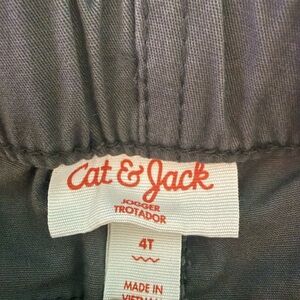 Cat & Jack
JOGGER
TROTADOR
4T
MADE IN
VIETNAM